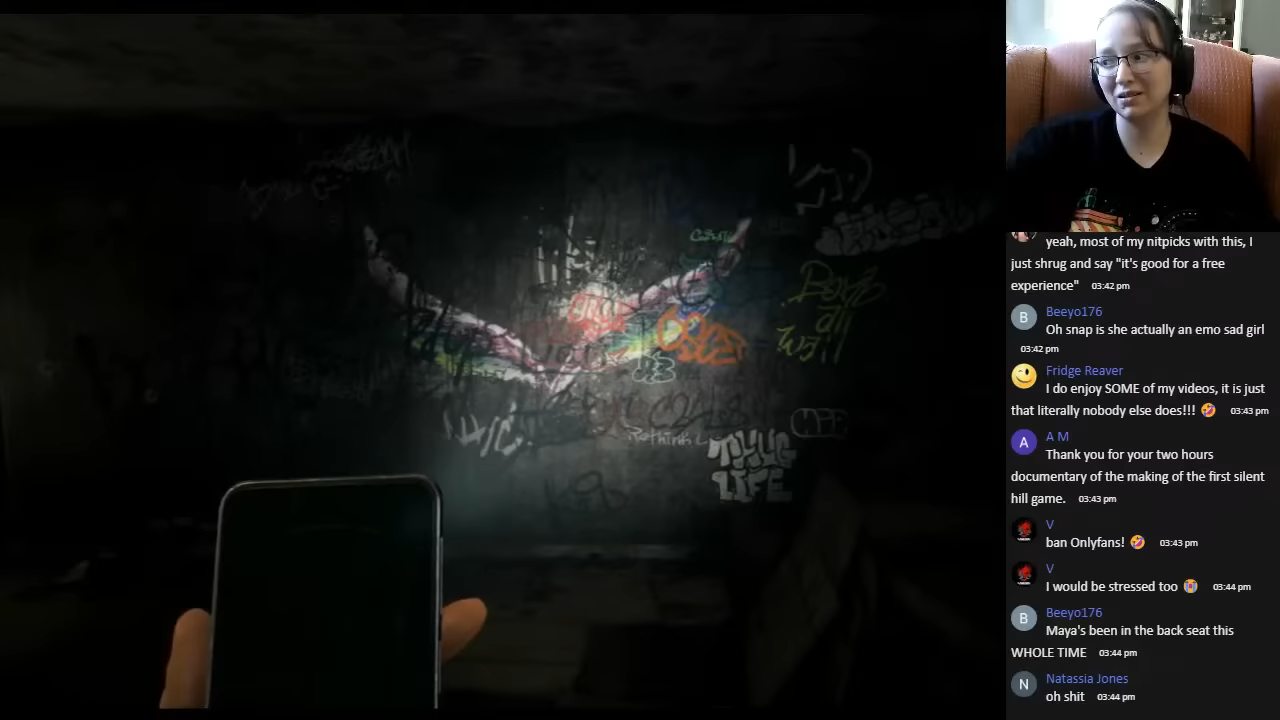 Boyz
all
Rethink
THUG
LIFE
yeah, most of my nitpicks with this, I
just shrug and say "it's good for a free
experience" 03:42 pm
B Beeyo176
Oh snap is she actually an emo sad girl
03:42 pm
Fridge Reaver
I do enjoy SOME of my videos, it is just
that literally nobody else does!!! 🤣 03:43 pm
A A M
Thank you for your two hours
documentary of the making of the first silent
hill game. 03:43 pm
V
ban Onlyfans! 🤣 03:43 pm
V
I would be stressed too 😭 03:44 pm
B Beeyo176
Maya's been in the back seat this
WHOLE TIME 03:44 pm
N Natassia Jones
oh shit 03:44 pm